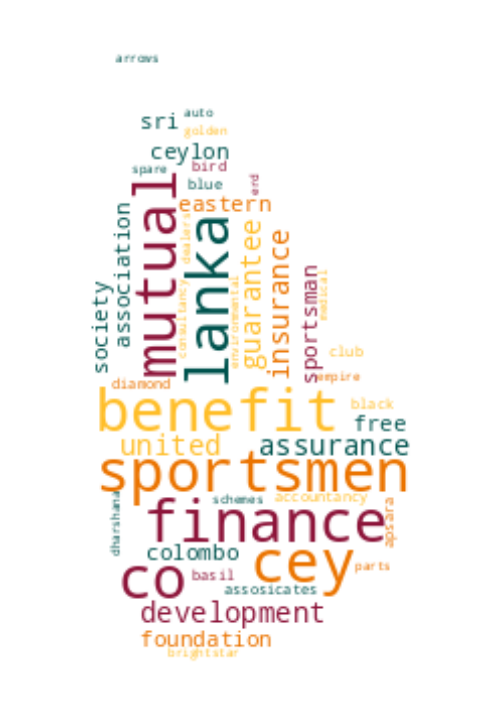 arrows
auto
sri
golden
ceylon
spare
bird
blue
erd
mutual
eastern
association
dealers
lanka
guarantee
insurance
society
consultancy
environmental
sportsman
medical
club
diamond
empire
benefit
black
free
united
assurance
sportsmen
dharshana
schemes
accountancy
finance
apsara
colombo
cey
co
basil
parts
assosicates
development
foundation
brightstar